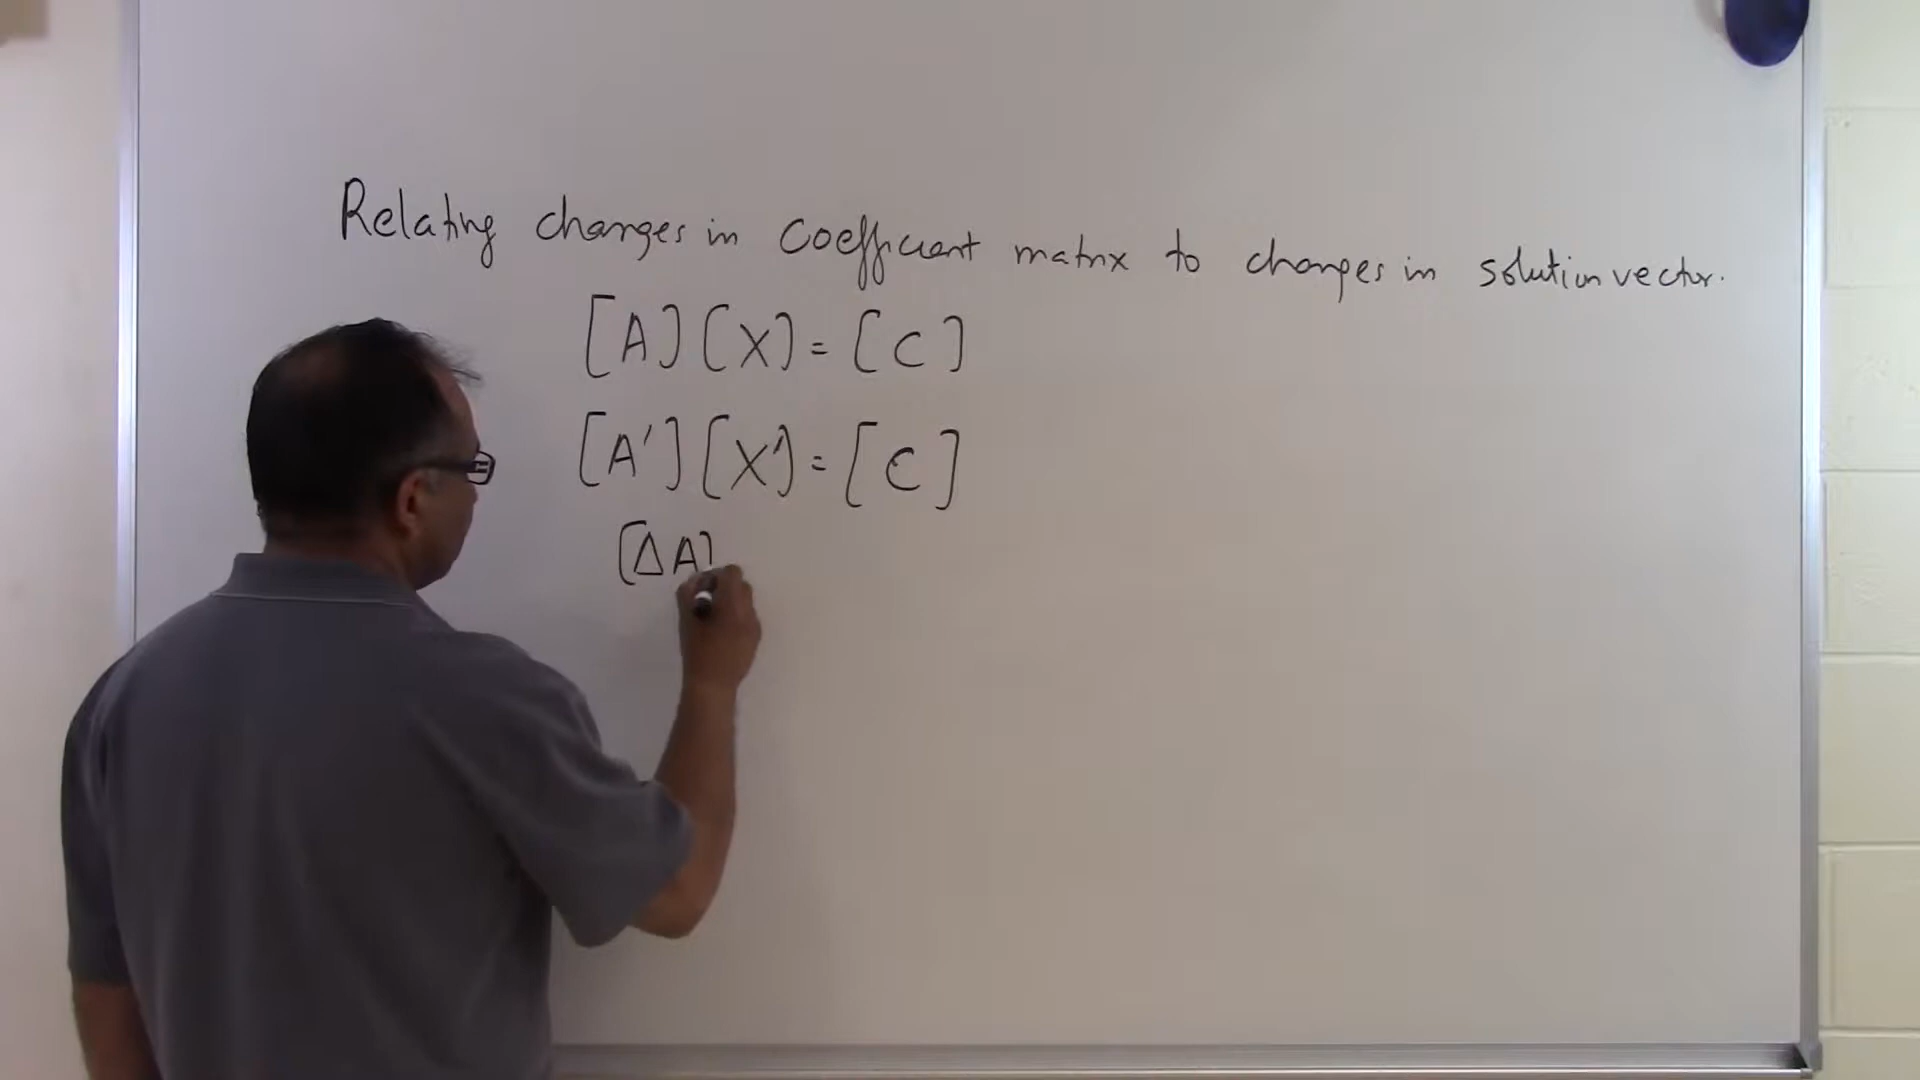 Relating changes in coefficient matrix to changes in solution vector.
[A][X]=[C]
[A'][X']=[C]
[ΔA]